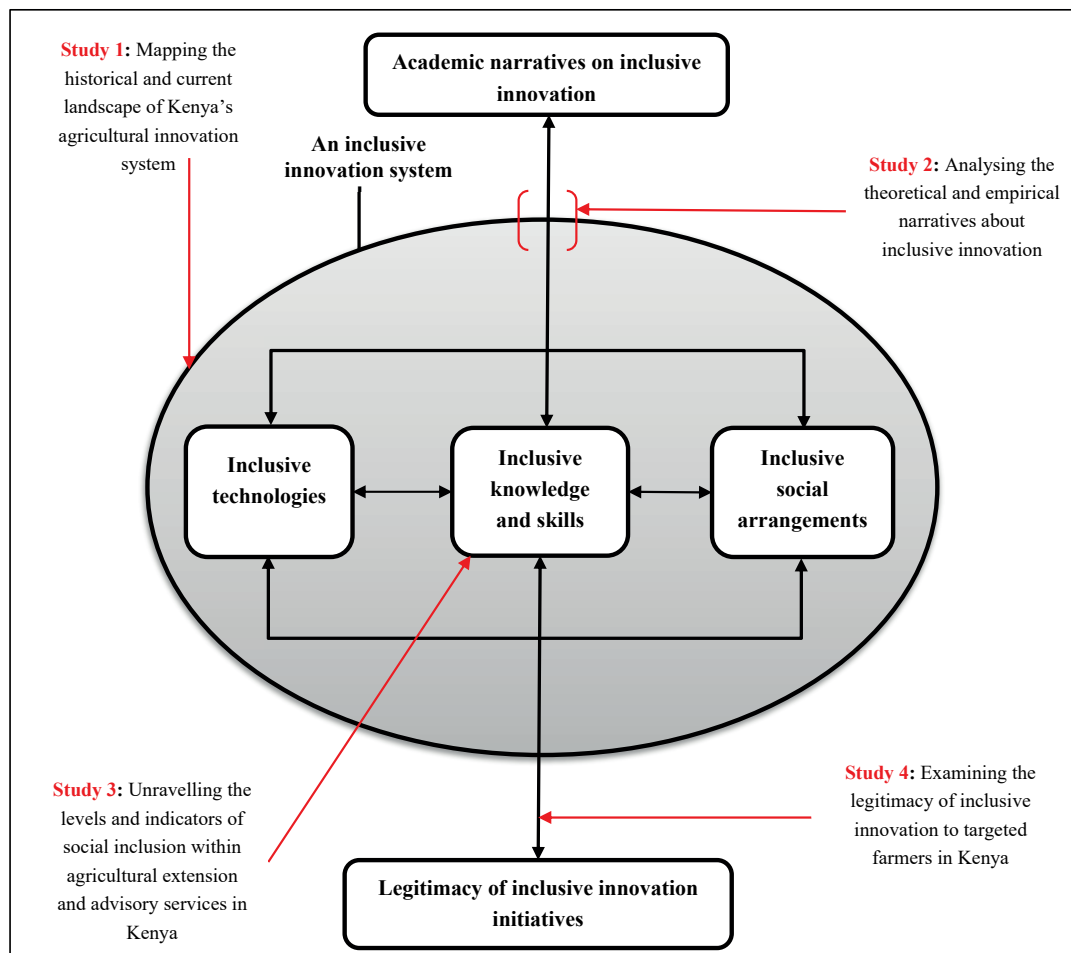 Study 1: Mapping the
historical and current
landscape of Kenya's
agricultural innovation
system
Academic narratives on inclusive
innovation
An inclusive
innovation system
Study 2: Analysing the
theoretical and empirical
narratives about
inclusive innovation
Inclusive
technologies
Inclusive
knowledge
and skills
Inclusive
social
arrangements
Study 3: Unravelling the
levels and indicators of
social inclusion within
agricultural extension
and advisory services in
Kenya
Study 4: Examining the
legitimacy of inclusive
innovation to targeted
farmers in Kenya
Legitimacy of inclusive innovation
initiatives